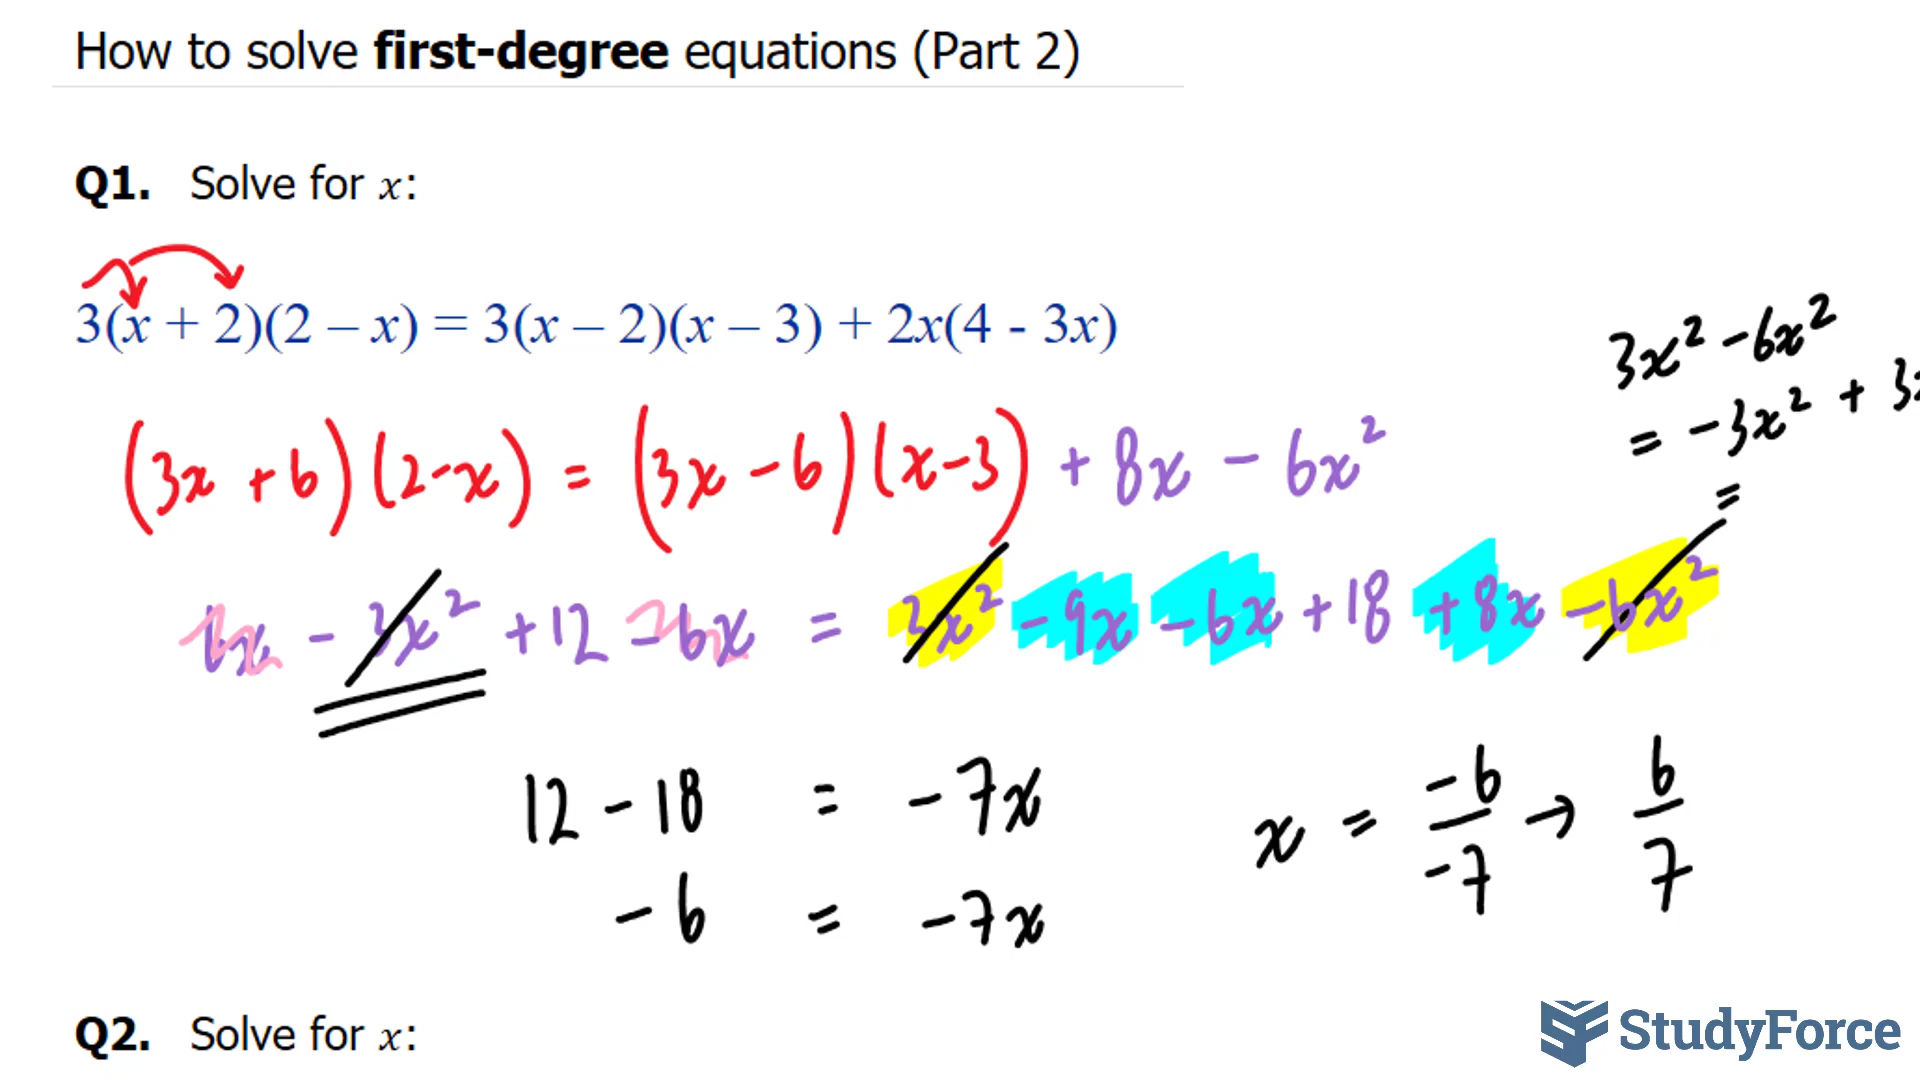 How to solve first-degree equations (Part 2)
Q1. Solve for x:
3(x + 2)(2 – x) = 3(x – 2)(x – 3) + 2x(4 - 3x)
3x² - 6x²
= -3x² + 3x
(3x + 6)(2-x) = (3x - 6)(x-3) + 8x - 6x²
=
6x - 3x² + 12 - 6x = 3x² - 9x - 6x + 18 + 8x - 6x²
12 - 18 = -7x
x = -6/-7 → 6/7
-6 = -7x
Q2. Solve for x:
StudyForce